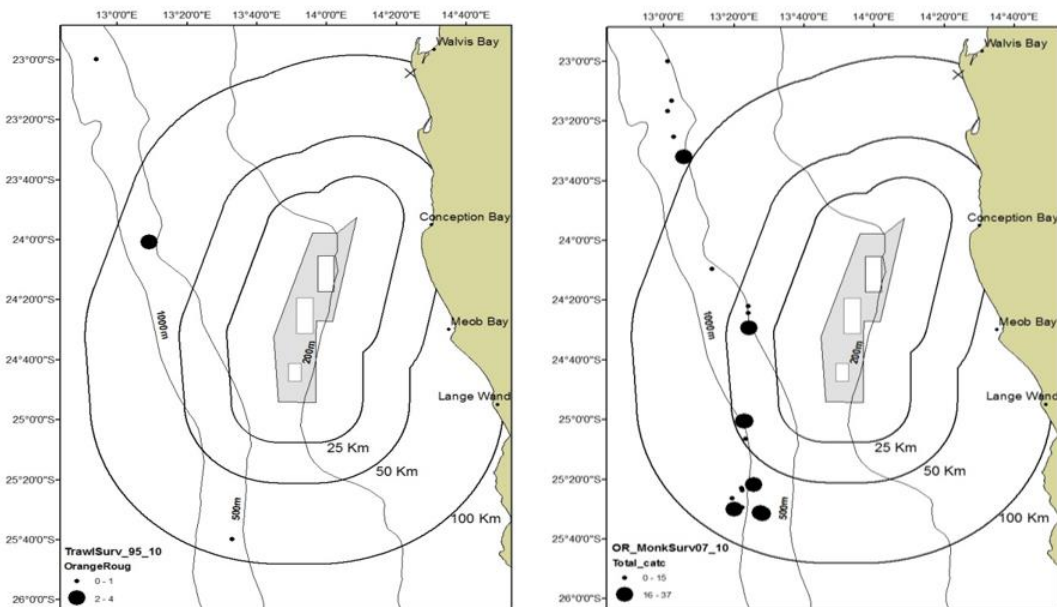 13°0'0"E 13°20'0"E 13°40'0"E 14°0'0"E 14°20'0"E 14°40'0"E
23°0'0"S
23°20'0"S
23°40'0"S
24°0'0"S
24°20'0"S
24°40'0"S
25°0'0"S
25°20'0"S
25°40'0"S
26°0'0"S
Walvis Bay
Conception Bay
Meob Bay
Lange Wand
1000m
200m
500m
25 Km
50 Km
100 Km
TrawlSurv_95_10
OrangeRoug
0 - 1
2 - 4
13°0'0"E 13°20'0"E 13°40'0"E 14°0'0"E 14°20'0"E 14°40'0"E
23°0'0"S
23°20'0"S
23°40'0"S
24°0'0"S
24°20'0"S
24°40'0"S
25°0'0"S
25°20'0"S
25°40'0"S
26°0'0"S
Walvis Bay
Conception Bay
Meob Bay
Lange Wand
1000m
200m
500m
25 Km
50 Km
100 Km
OR_MonkSurv07_10
Total_catc
0 - 15
16 - 37